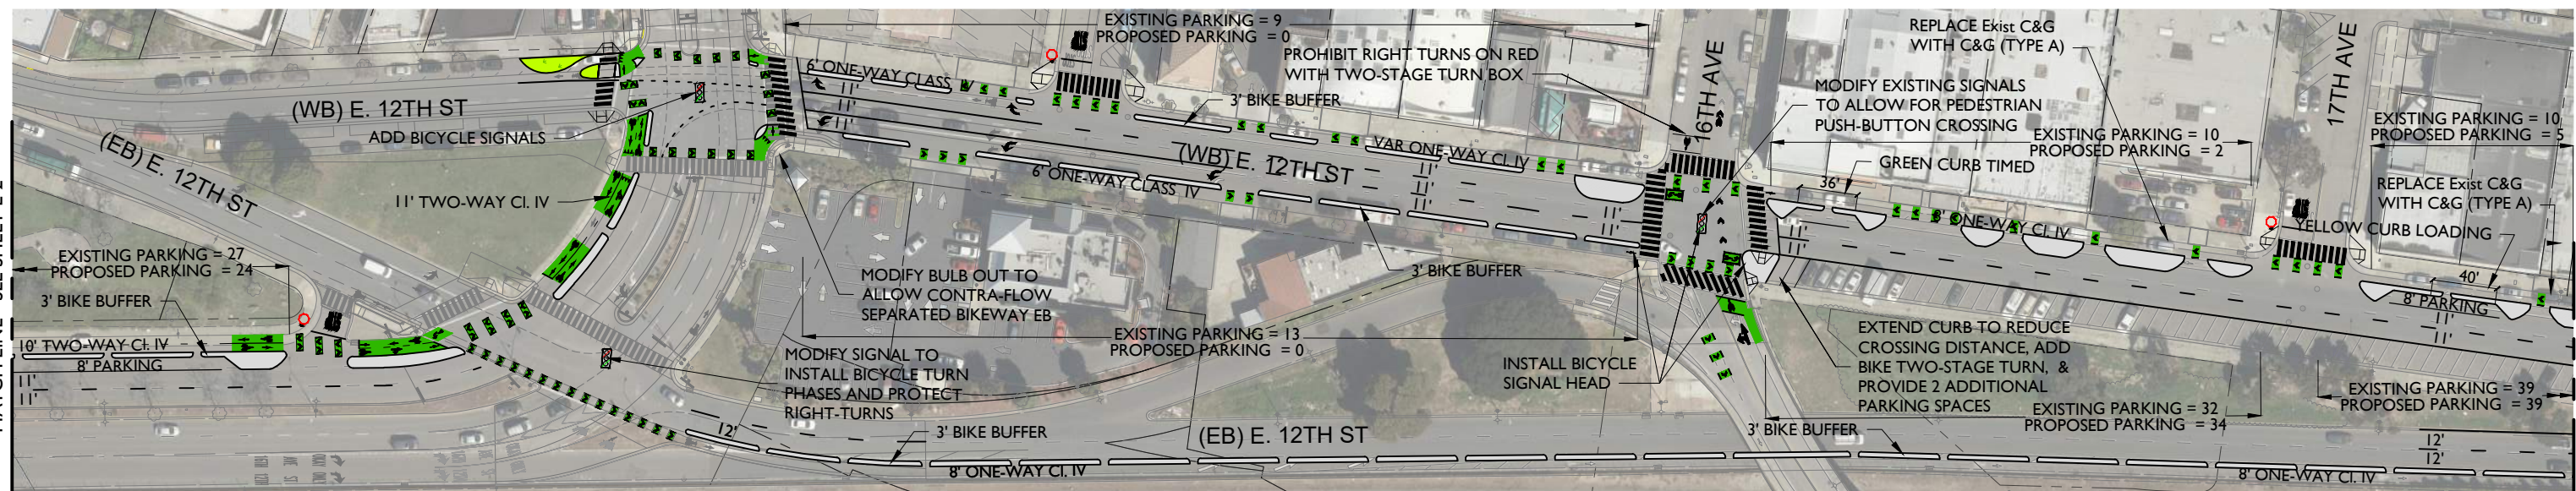 EXISTING PARKING = 9
PROPOSED PARKING = 0
PROHIBIT RIGHT TURNS ON RED
WITH TWO-STAGE TURN BOX
16TH AVE
REPLACE Exist C&G
WITH C&G (TYPE A)
17TH AVE
MODIFY EXISTING SIGNALS
TO ALLOW FOR PEDESTRIAN
PUSH-BUTTON CROSSING
EXISTING PARKING = 10
PROPOSED PARKING = 2
EXISTING PARKING = 10
PROPOSED PARKING = 5
(WB) E. 12TH ST
ADD BICYCLE SIGNALS
6' ONE-WAY CLASS IV
11'
3' BIKE BUFFER
VAR ONE-WAY Cl. IV
(WB) E. 12TH ST
11'
6' ONE-WAY CLASS IV
GREEN CURB TIMED
36'
REPLACE Exist C&G
WITH C&G (TYPE A)
(EB) E. 12TH ST
11' TWO-WAY Cl. IV
11'
11'
8' ONE-WAY Cl. IV
YELLOW CURB LOADING
40'
8' PARKING
11'
EXISTING PARKING = 27
PROPOSED PARKING = 24
3' BIKE BUFFER
10' TWO-WAY Cl. IV
8' PARKING
11'
MODIFY BULB OUT TO
ALLOW CONTRA-FLOW
SEPARATED BIKEWAY EB
3' BIKE BUFFER
EXISTING PARKING = 13
PROPOSED PARKING = 0
MODIFY SIGNAL TO
INSTALL BICYCLE TURN
PHASES AND PROTECT
RIGHT-TURNS
INSTALL BICYCLE
SIGNAL HEAD
EXTEND CURB TO REDUCE
CROSSING DISTANCE, ADD
BIKE TWO-STAGE TURN, &
PROVIDE 2 ADDITIONAL
PARKING SPACES
EXISTING PARKING = 32
PROPOSED PARKING = 34
EXISTING PARKING = 39
PROPOSED PARKING = 39
12'
3' BIKE BUFFER
(EB) E. 12TH ST
3' BIKE BUFFER
8' ONE-WAY Cl. IV
12'
12'
8' ONE-WAY Cl. IV